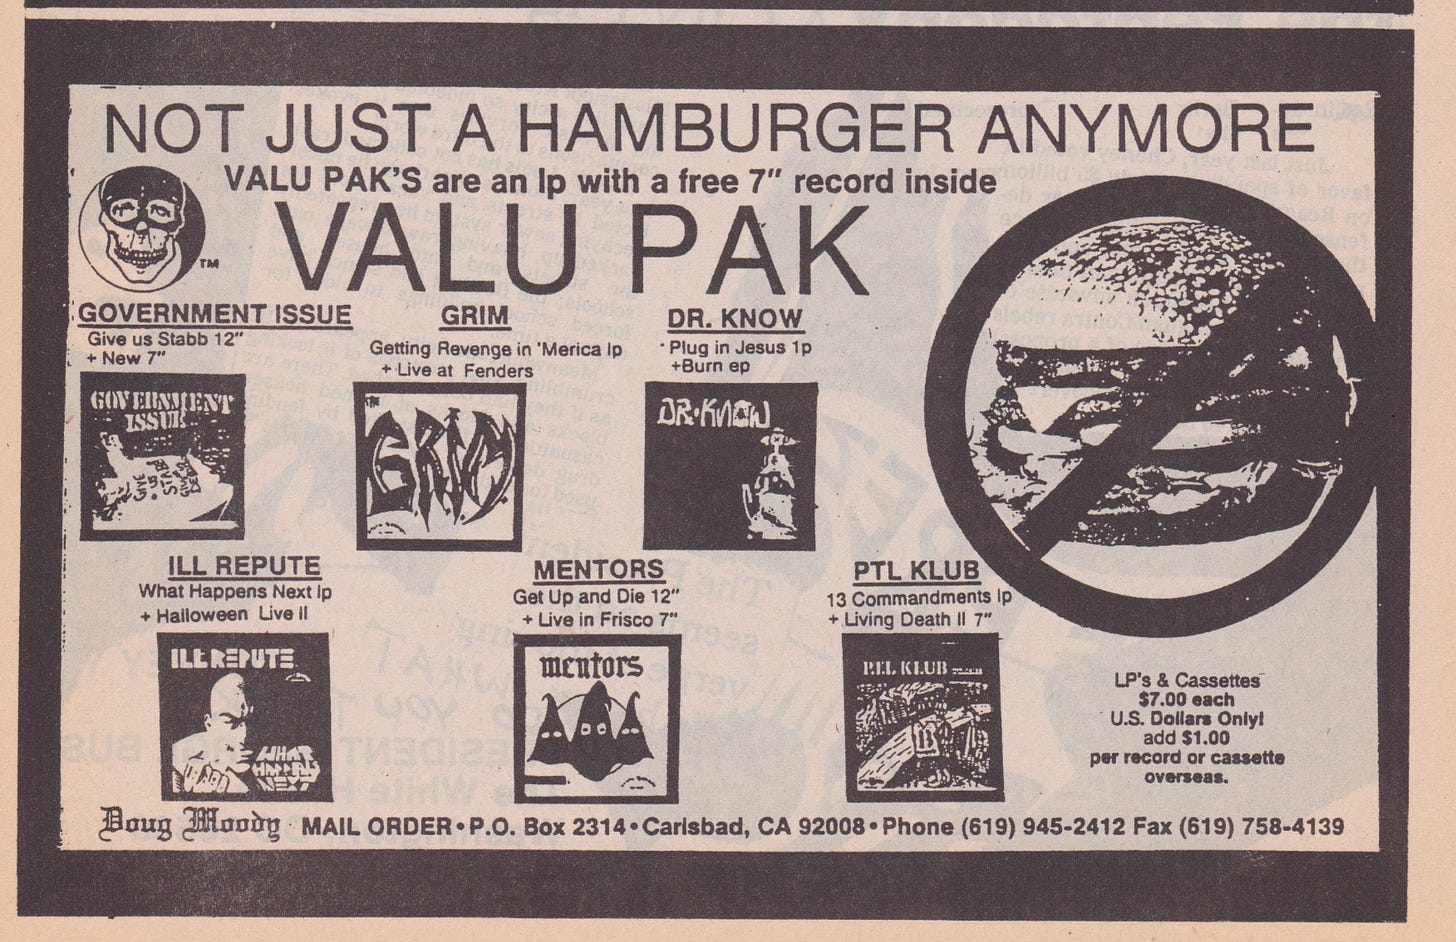 NOT JUST A HAMBURGER ANYMORE
VALU PAK'S are an lp with a free 7" record inside
VALU PAK
TM
GOVERNMENT ISSUE
Give us Stabb 12"
+ New 7"
GOVERNMENT
ISSUE
GRIM
Getting Revenge in 'Merica lp
+ Live at Fenders
GRIM
DR. KNOW
Plug in Jesus 1p
+Burn ep
DR. KNOW
ILL REPUTE
What Happens Next lp
+ Halloween Live II
ILL REPUTE
WHAT
HAPPENS
NEXT
MENTORS
Get Up and Die 12"
+ Live in Frisco 7"
mentors
PTL KLUB
13 Commandments lp
+ Living Death II 7"
P.T.L KLUB
LP's & Cassettes
$7.00 each
U.S. Dollars Only!
add $1.00
per record or cassette
overseas.
Doug Moody MAIL ORDER•P.O. Box 2314•Carlsbad, CA 92008•Phone (619) 945-2412 Fax (619) 758-4139